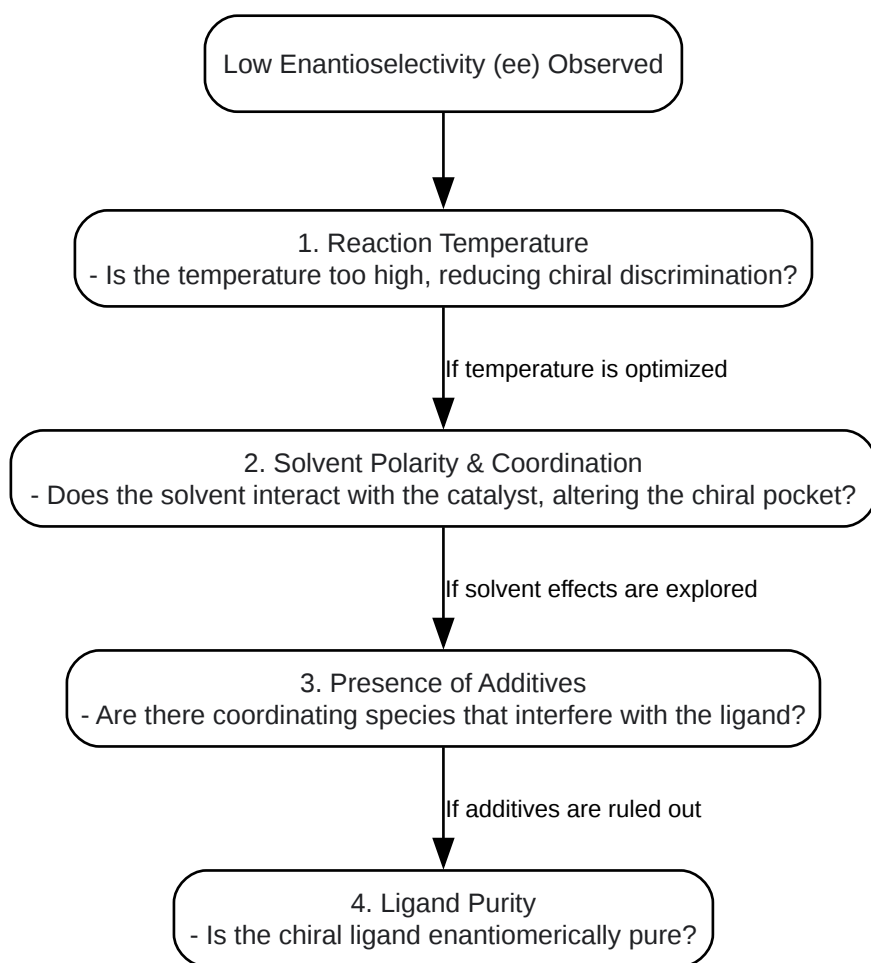 Low Enantioselectivity (ee) Observed
1. Reaction Temperature
- Is the temperature too high, reducing chiral discrimination?
If temperature is optimized
2. Solvent Polarity & Coordination
- Does the solvent interact with the catalyst, altering the chiral pocket?
If solvent effects are explored
3. Presence of Additives
- Are there coordinating species that interfere with the ligand?
If additives are ruled out
4. Ligand Purity
- Is the chiral ligand enantiomerically pure?